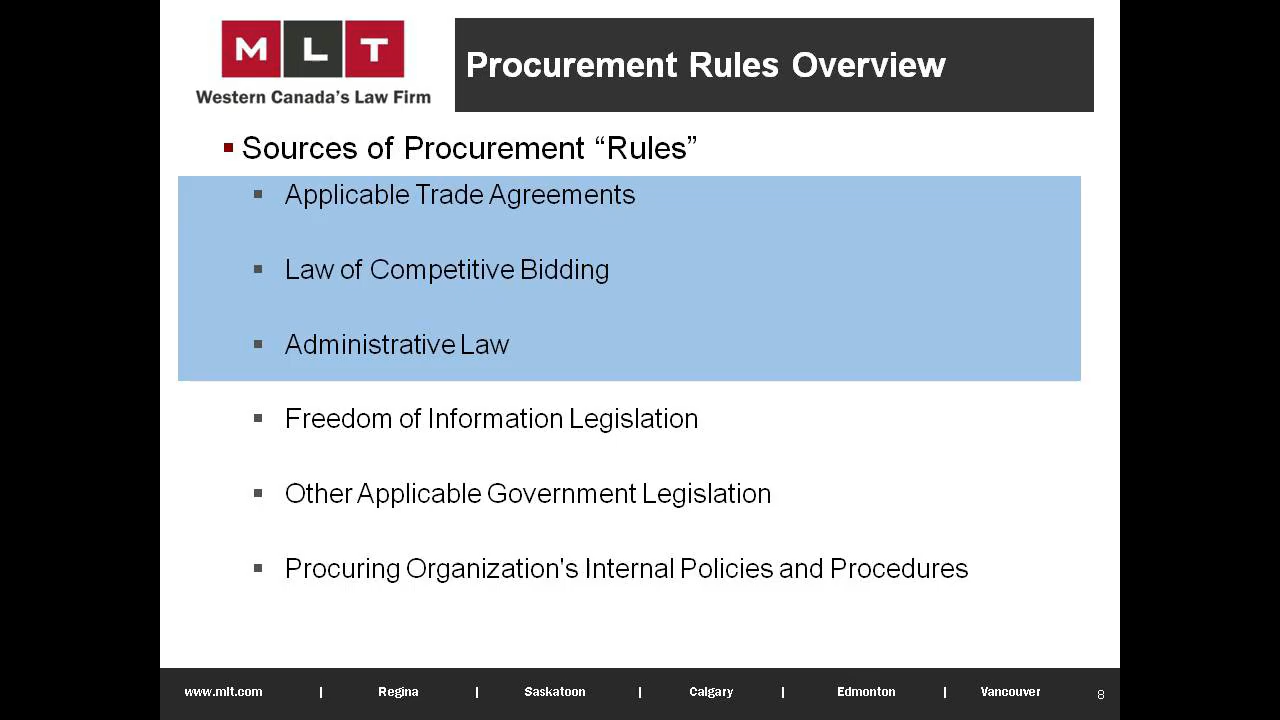 M L T
Western Canada's Law Firm
Procurement Rules Overview
Sources of Procurement “Rules”
Applicable Trade Agreements
Law of Competitive Bidding
Administrative Law
Freedom of Information Legislation
Other Applicable Government Legislation
Procuring Organization's Internal Policies and Procedures
www.mlt.com | Regina | Saskatoon | Calgary | Edmonton | Vancouver 8